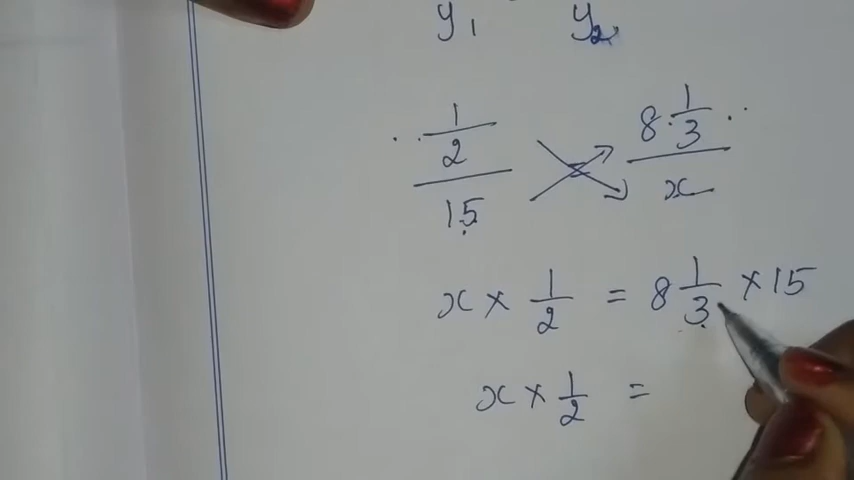 y₁ y₂
1/2 / 15 = 8 1/3 / x
x × 1/2 = 8 1/3 × 15
x × 1/2 =